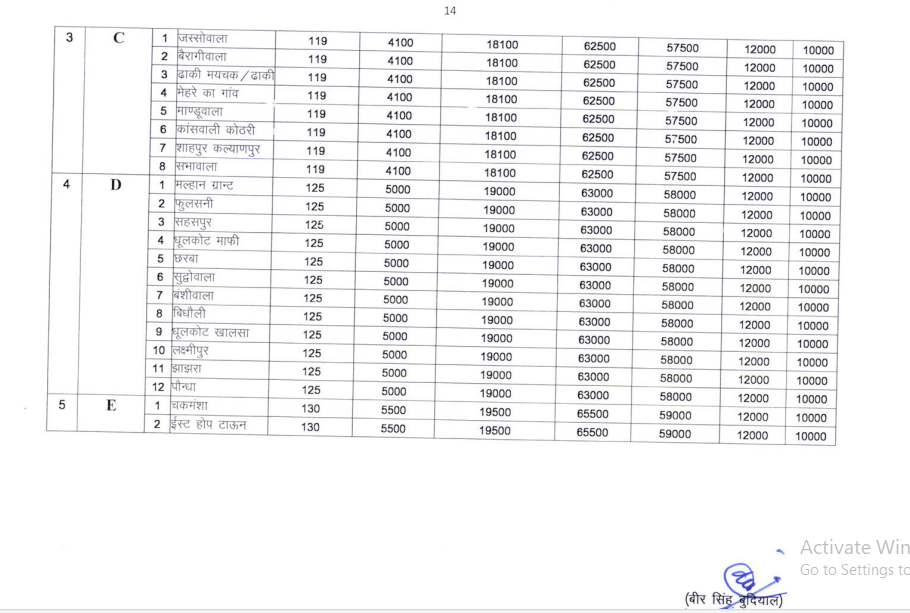 14
3 C 1 जस्सोवाला 119 4100 18100 62500 57500 12000 10000
2 बैरागीवाला 119 4100 18100 62500 57500 12000 10000
3 ढाकी मयचक / ढाकी 119 4100 18100 62500 57500 12000 10000
4 मेहरे का गांव 119 4100 18100 62500 57500 12000 10000
5 माण्डूवाला 119 4100 18100 62500 57500 12000 10000
6 कांसवाली कोठरी 119 4100 18100 62500 57500 12000 10000
7 शाहपुर कल्याणपुर 119 4100 18100 62500 57500 12000 10000
8 सभावाला 119 4100 18100 62500 57500 12000 10000
4 D 1 मल्हान ग्रान्ट 125 5000 19000 63000 58000 12000 10000
2 फुलसनी 125 5000 19000 63000 58000 12000 10000
3 सहसपुर 125 5000 19000 63000 58000 12000 10000
4 धूलकोट माफी 125 5000 19000 63000 58000 12000 10000
5 छरबा 125 5000 19000 63000 58000 12000 10000
6 सुद्वोवाला 125 5000 19000 63000 58000 12000 10000
7 बंशीवाला 125 5000 19000 63000 58000 12000 10000
8 बिधौली 125 5000 19000 63000 58000 12000 10000
9 धूलकोट खालसा 125 5000 19000 63000 58000 12000 10000
10 लक्ष्मीपुर 125 5000 19000 63000 58000 12000 10000
11 झाझरा 125 5000 19000 63000 58000 12000 10000
12 पौन्धा 125 5000 19000 63000 58000 12000 10000
5 E 1 चकमंशा 130 5500 19500 65500 59000 12000 10000
2 ईस्ट होप टाऊन 130 5500 19500 65500 59000 12000 10000
Activate Win
Go to Settings to
(बीर सिंह बुदियाल)